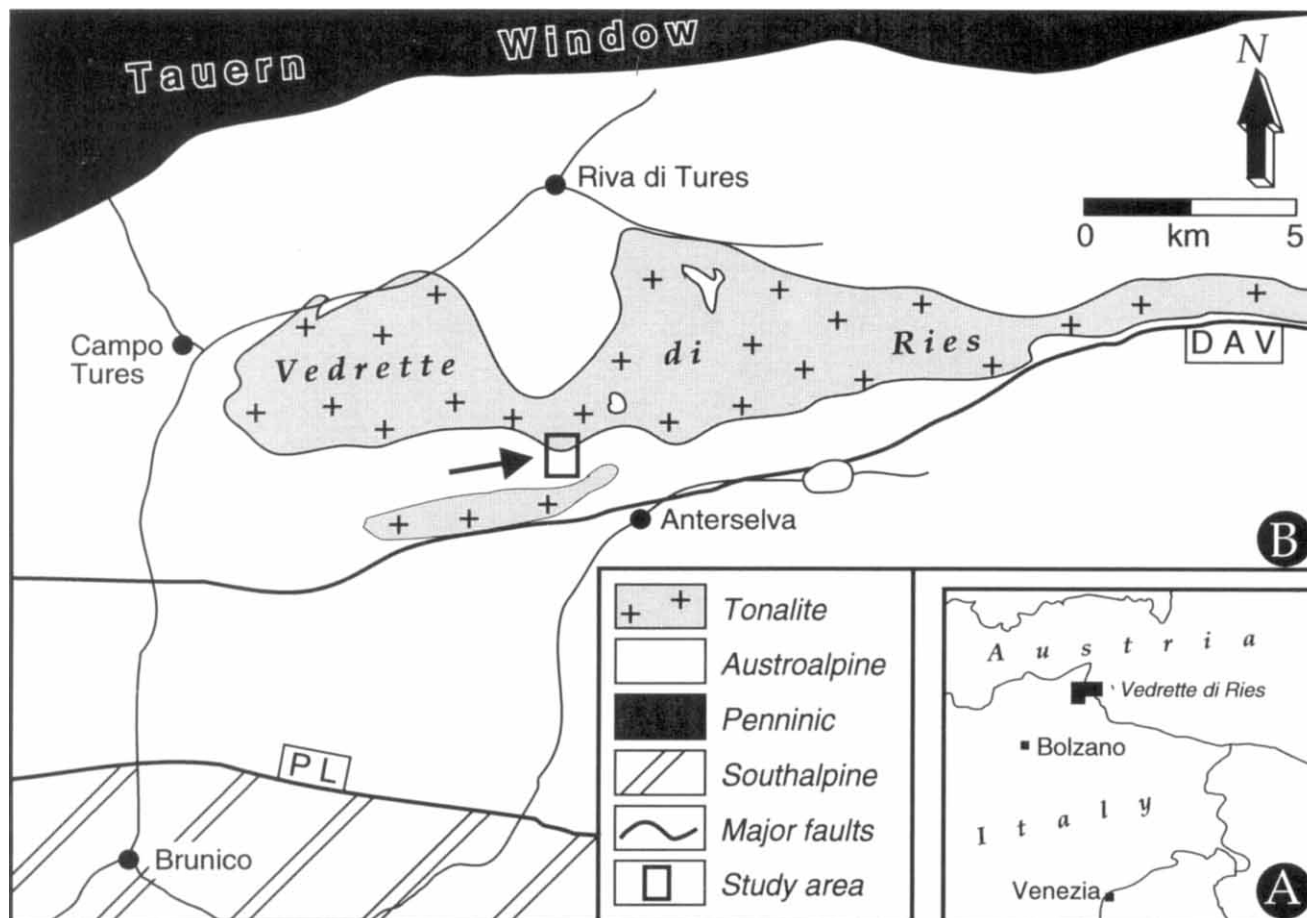 Tauern Window
N
Riva di Tures
0 km 5
Campo
Tures
Vedrette di Ries
DAV
Anterselva
B
PL
Brunico
Tonalite
Austroalpine
Penninic
Southalpine
Major faults
Study area
Austria
Vedrette di Ries
Bolzano
Italy
Venezia
A